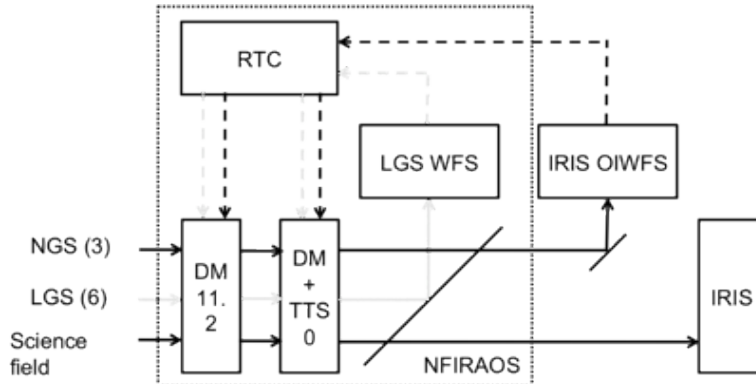 RTC
LGS WFS
IRIS OIWFS
NGS (3)
LGS (6)
Science
field
DM
11.
2
DM
+
TTS
0
IRIS
NFIRAOS